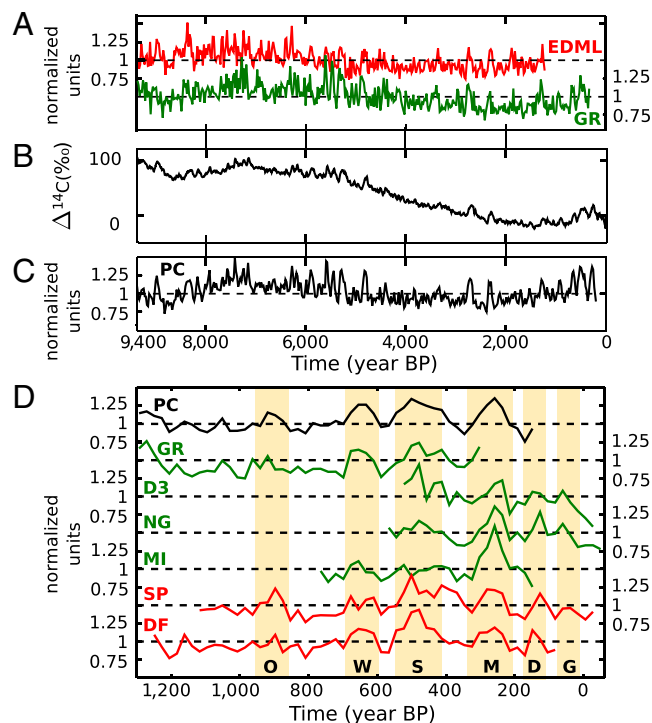 A
normalized
units
1.25
1
0.75
EDML
GR
1.25
1
0.75
B
Δ14C(‰)
100
0
C
normalized
units
1.25
1
0.75
PC
9,400 8,000 6,000 4,000 2,000 0
Time (year BP)
D
normalized
units
1.25
1
0.75
1
0.75
1
0.75
1
1.25
1
0.75
PC
GR
D3
NG
MI
SP
DF
1.25
1
0.75
1.25
1
0.75
1.25
1
0.75
O W S M D G
1,200 1,000 800 600 400 200 0
Time (year BP)